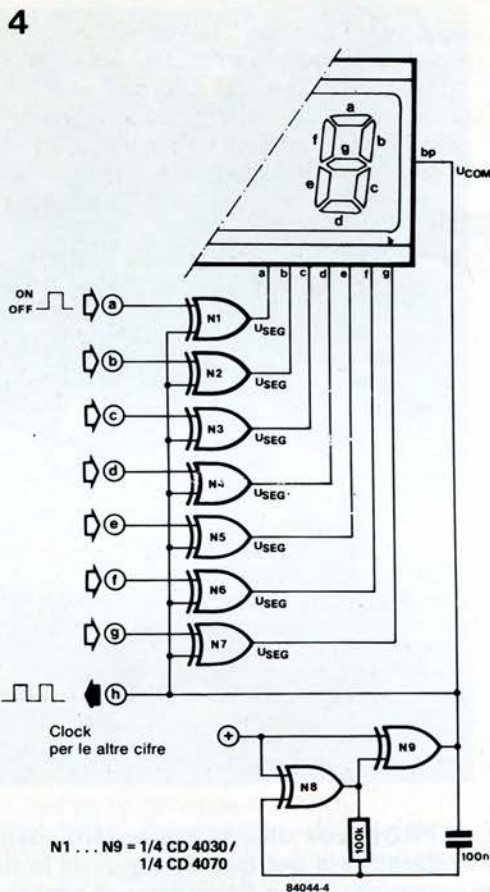 4
a
f
b
g
e
c
d
bp
UCOM
a b c d e f g
ON
OFF
a
N1
USEG
b
N2
USEG
c
N3
USEG
d
N4
USEG
e
N5
USEG
f
N6
USEG
g
N7
USEG
h
Clock
per le altre cifre
+
N9
N8
100k
100n
N1 . . . N9 = 1/4 CD 4030 /
1/4 CD 4070
84044-4